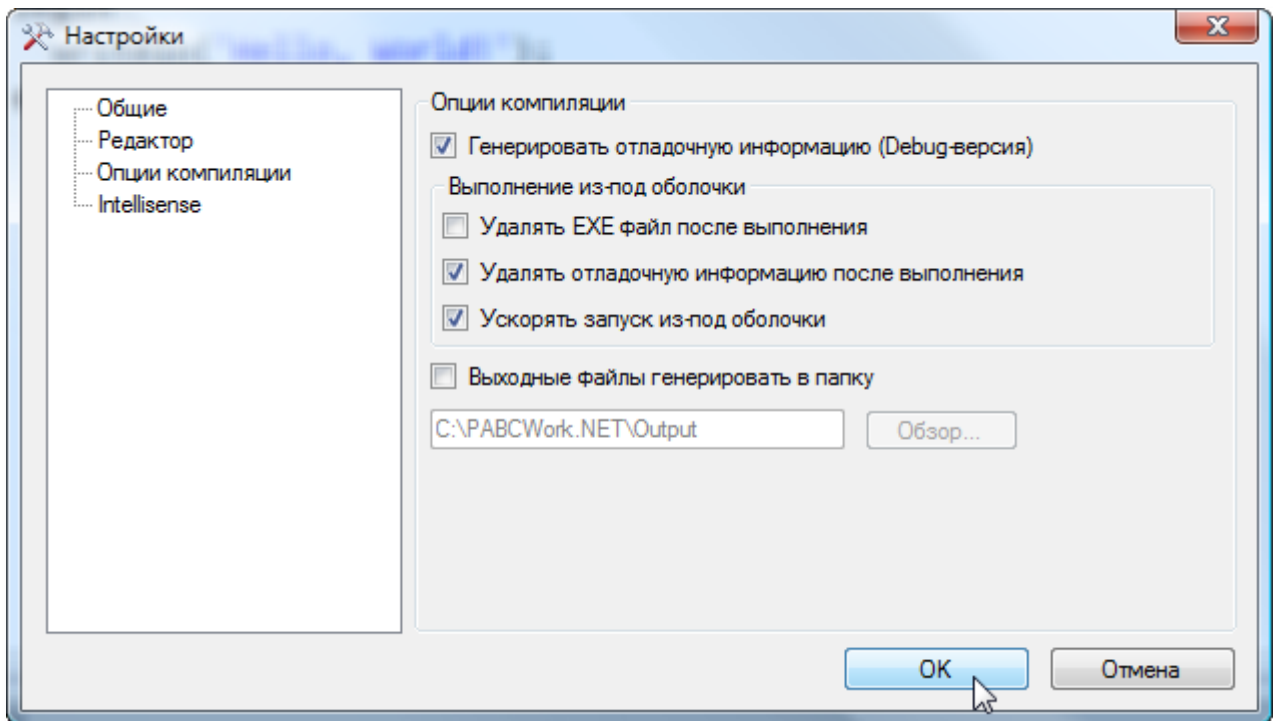 Настройки
Общие
Редактор
Опции компиляции
Intellisense
Опции компиляции
Генерировать отладочную информацию (Debug-версия)
Выполнение из-под оболочки
Удалять EXE файл после выполнения
Удалять отладочную информацию после выполнения
Ускорять запуск из-под оболочки
Выходные файлы генерировать в папку
C:\PABCWork.NET\Output
Обзор...
OK
Отмена